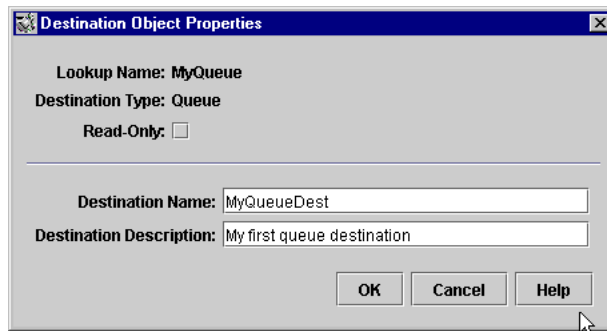 Destination Object Properties
Lookup Name: MyQueue
Destination Type: Queue
Read-Only:
Destination Name: MyQueueDest
Destination Description: My first queue destination
OK Cancel Help